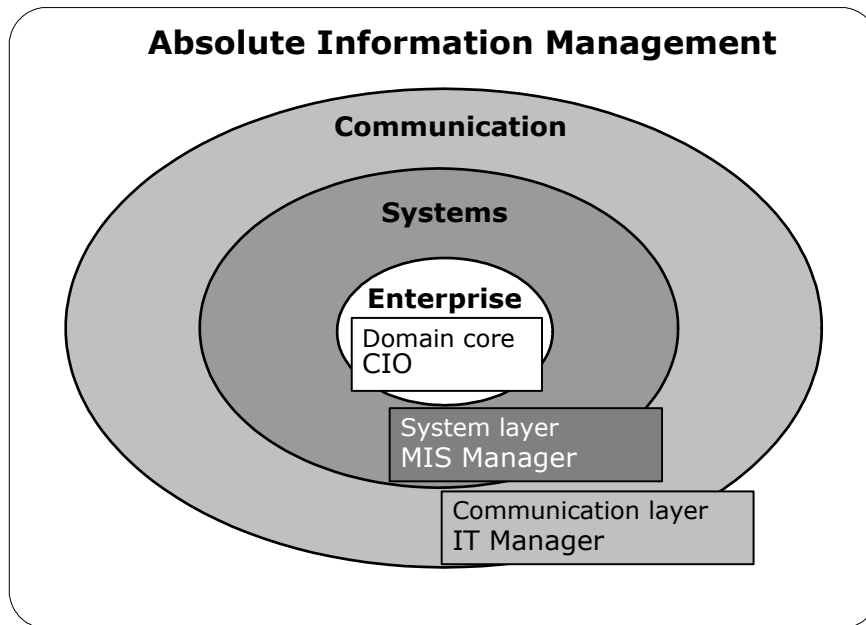 Absolute Information Management
Communication
Systems
Enterprise
Domain core
CIO
System layer
MIS Manager
Communication layer
IT Manager